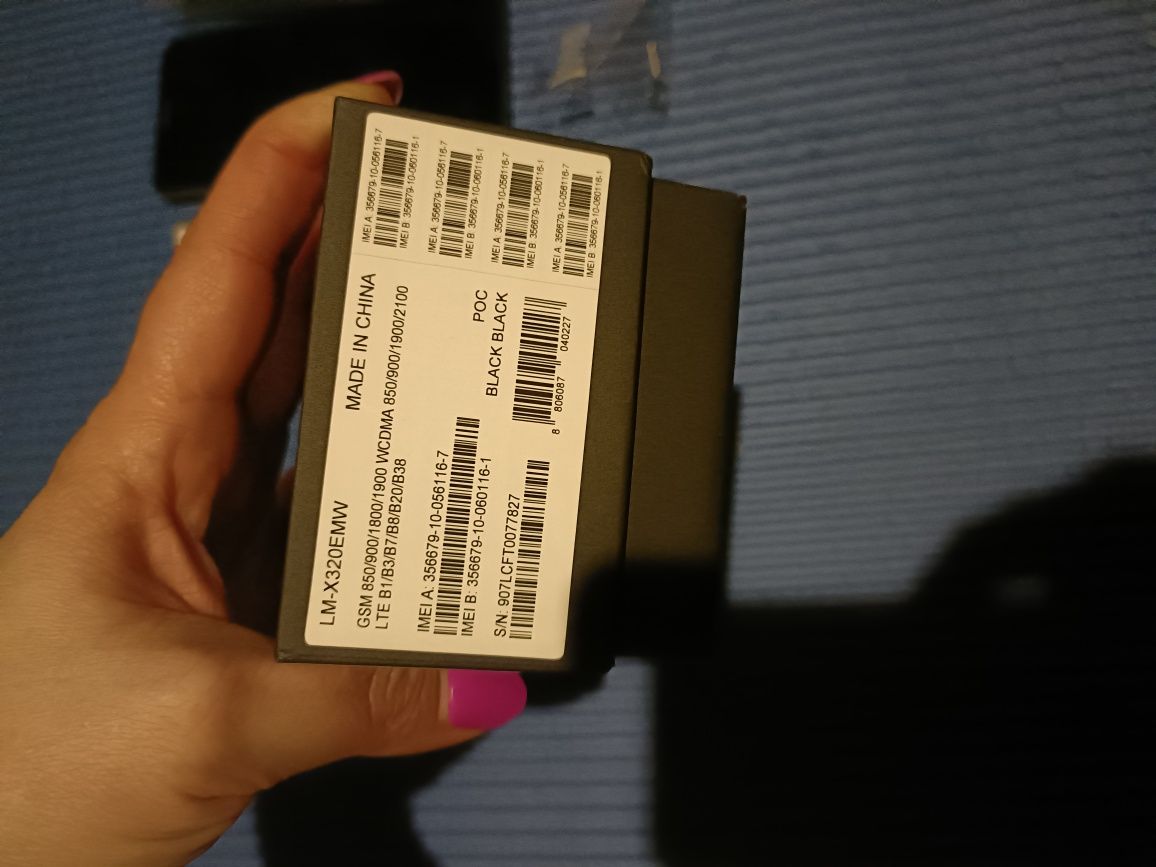 LM-X320EMW
MADE IN CHINA
GSM 850/900/1800/1900 WCDMA 850/900/1900/2100
LTE B1/B3/B7/B8/B20/B38
IMEI A: 356679-10-056116-7
IMEI B: 356679-10-060116-1
POC
BLACK BLACK
S/N: 907LCFT0077827
8 806087 040227
IMEI A: 356679-10-056116-7
IMEI B: 356679-10-060116-1
IMEI A: 356679-10-056116-7
IMEI B: 356679-10-060116-1
IMEI A: 356679-10-056116-7
IMEI B: 356679-10-060116-1
IMEI A: 356679-10-056116-7
IMEI B: 356679-10-060116-1